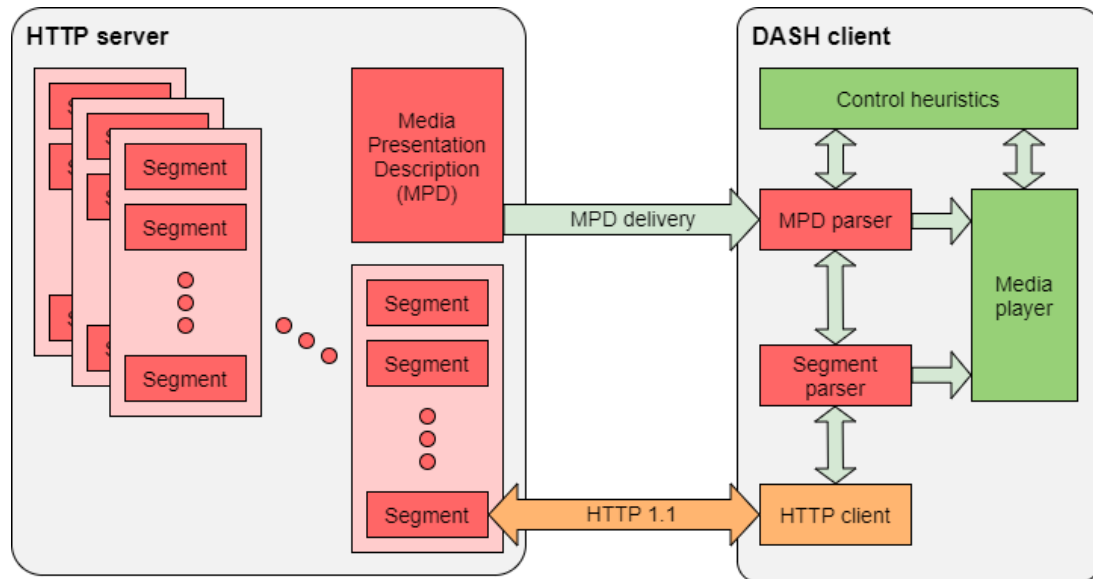 HTTP server
Segment
Segment
Segment
Media
Presentation
Description
(MPD)
Segment
Segment
Segment
MPD delivery
HTTP 1.1
DASH client
Control heuristics
MPD parser
Media
player
Segment
parser
HTTP client